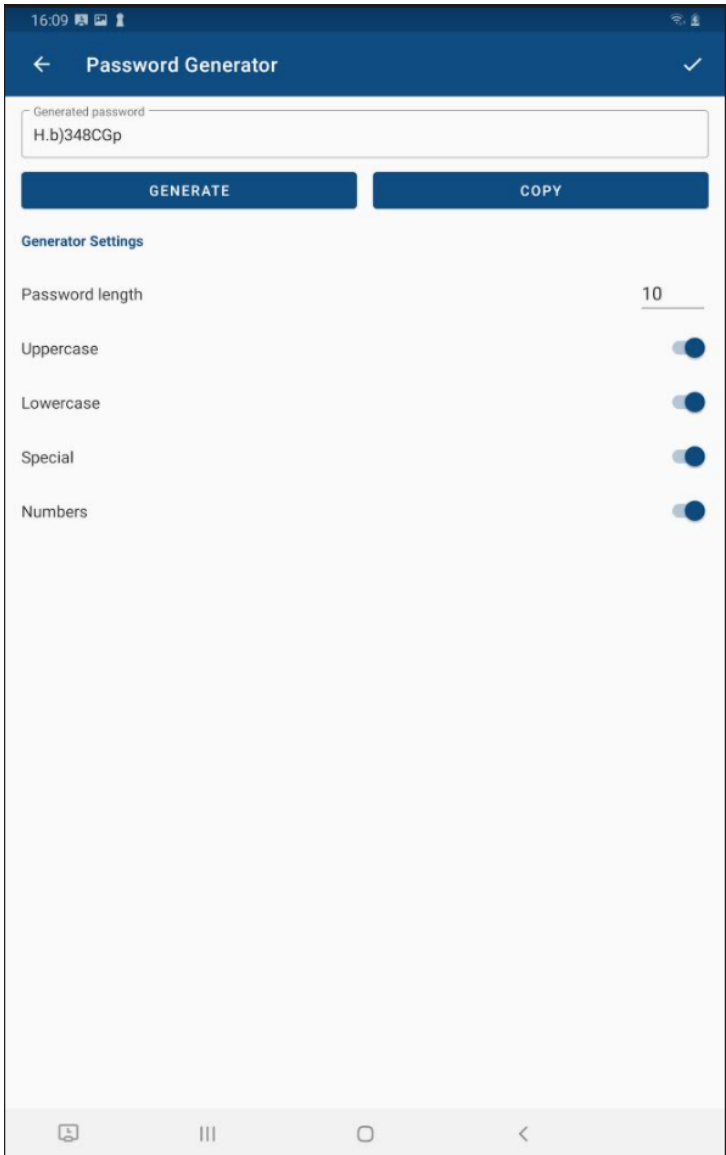 16:09
Password Generator
Generated password
H.b)348CGp
GENERATE
COPY
Generator Settings
Password length
10
Uppercase
Lowercase
Special
Numbers